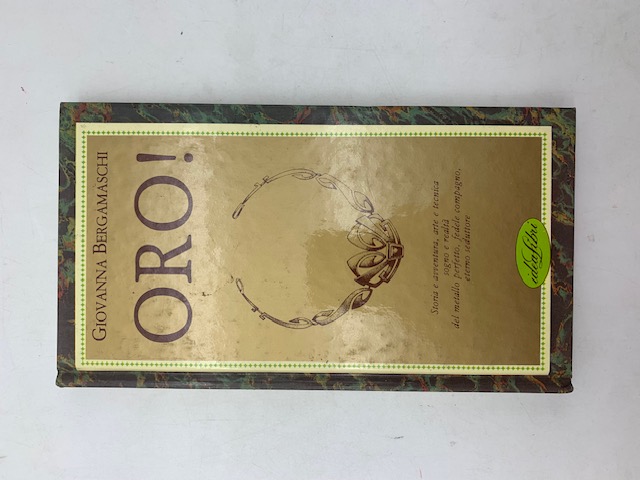 GIOVANNA BERGAMASCHI
ORO!
Storia e avventura, arte e tecnica
sogno e realtà
del metallo perfetto, fedele compagno,
eterno seduttore
idealibri